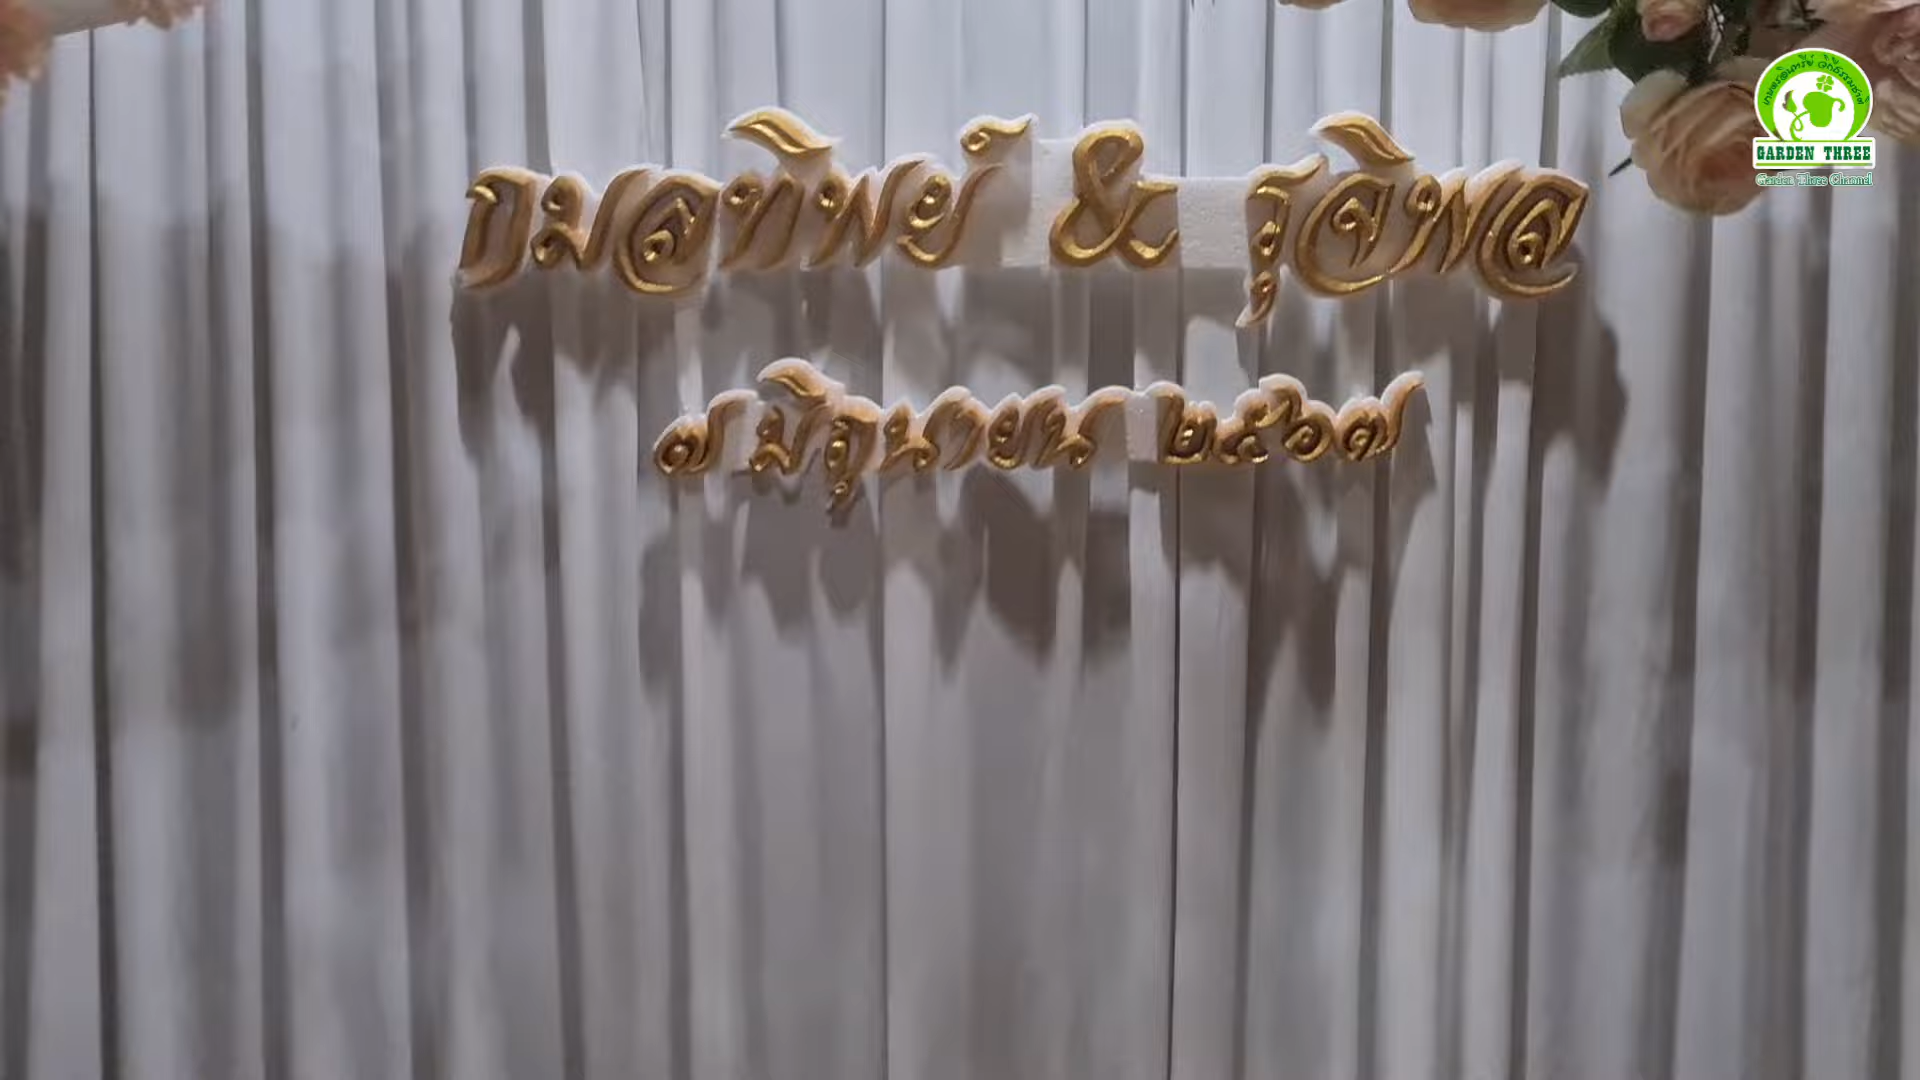 กมลทิพย์ & รุจิพล
๗ มิถุนายน ๒๕๖๗
GARDEN THREE
Garden Three Channel